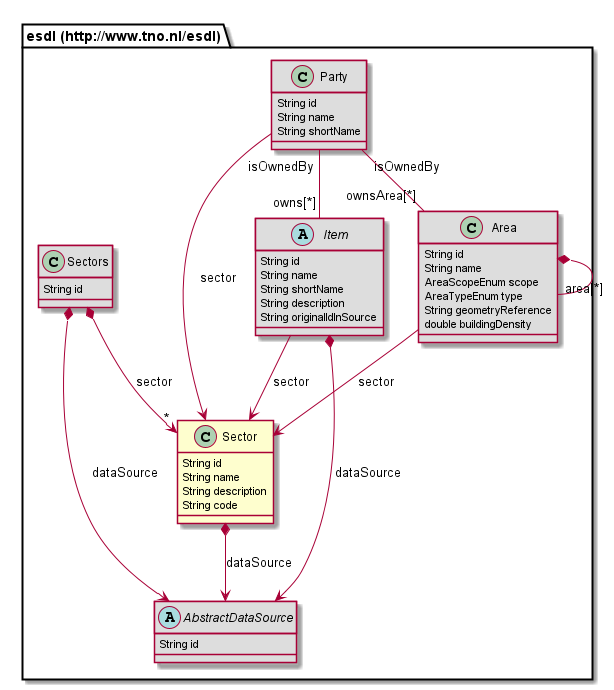 esdl (http://www.tno.nl/esdl)
C Party
String id
String name
String shortName
isOwnedBy
isOwnedBy
owns[*]
ownsArea[*]
A Item
String id
String name
String shortName
String description
String originalIdInSource
C Area
String id
String name
AreaScopeEnum scope
AreaTypeEnum type
String geometryReference
double buildingDensity
area[*]
C Sectors
String id
sector
sector
sector
sector
*
C Sector
String id
String name
String description
String code
dataSource
dataSource
dataSource
A AbstractDataSource
String id